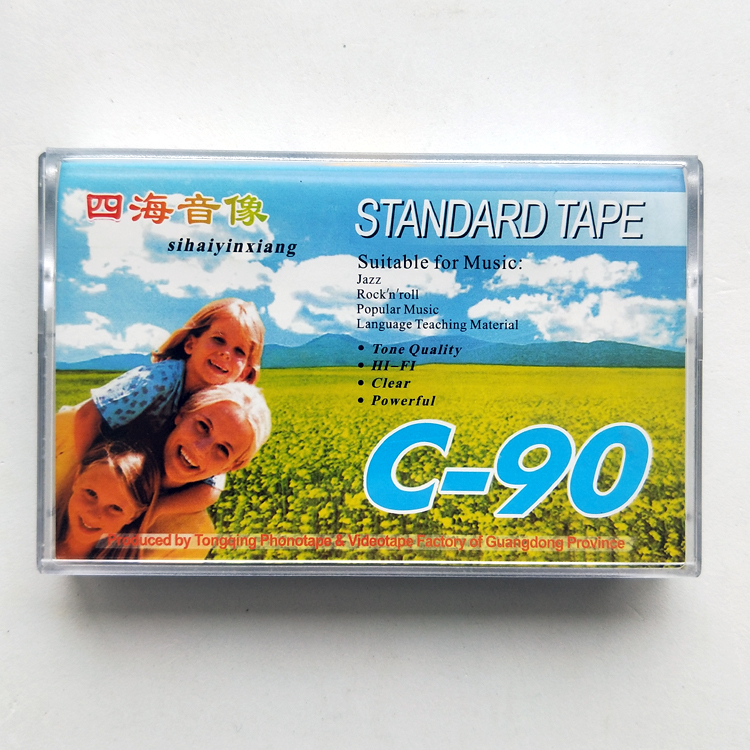 四海音像
sihaiyinxiang
STANDARD TAPE
Suitable for Music:
Jazz
Rock'n'roll
Popular Music
Language Teaching Material
• Tone Quality
• HI-FI
• Clear
• Powerful
C-90
Produced by Tongqing Phonotape & Videotape Factory of Guangdong Province